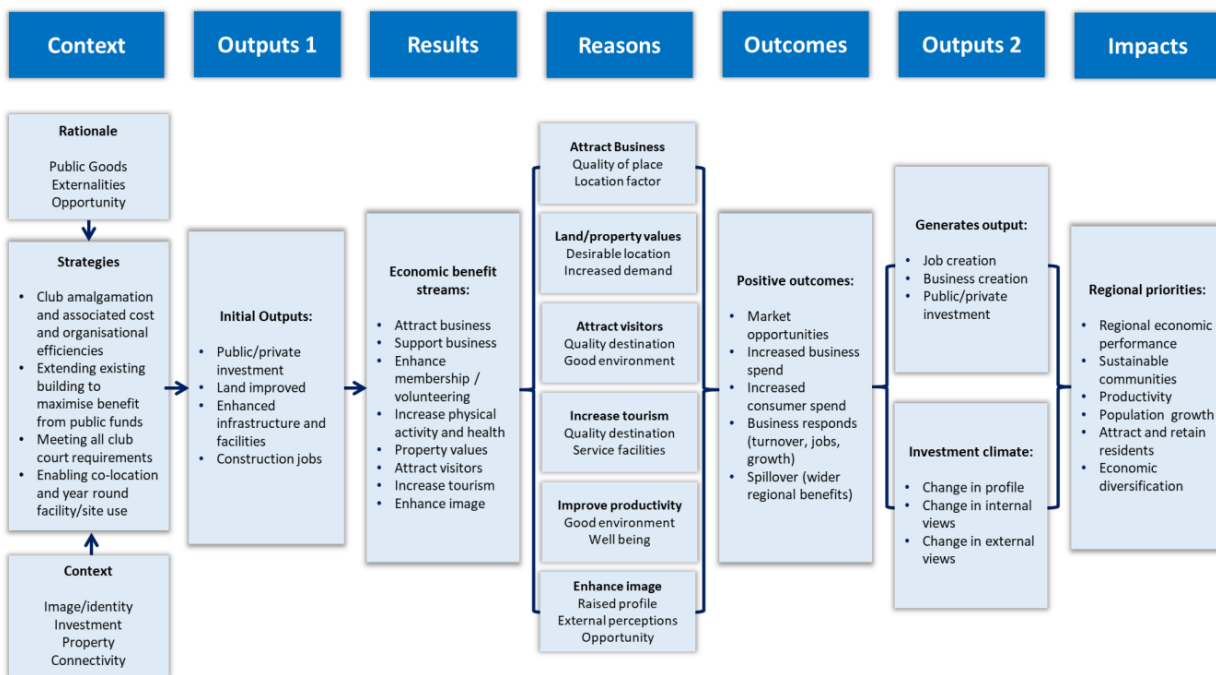 Context
Outputs 1
Results
Reasons
Outcomes
Outputs 2
Impacts
Rationale
Public Goods
Externalities
Opportunity
Strategies
• Club amalgamation
and associated cost
and organisational
efficiencies
• Extending existing
building to
maximise benefit
from public funds
• Meeting all club
court requirements
• Enabling co-location
and year round
facility/site use
Context
Image/identity
Investment
Property
Connectivity
Initial Outputs:
• Public/private
investment
• Land improved
• Enhanced
infrastructure and
facilities
• Construction jobs
Economic benefit
streams:
• Attract business
• Support business
• Enhance
membership /
volunteering
• Increase physical
activity and health
• Property values
• Attract visitors
• Increase tourism
• Enhance image
Attract Business
Quality of place
Location factor
Land/property values
Desirable location
Increased demand
Attract visitors
Quality destination
Good environment
Increase tourism
Quality destination
Service facilities
Improve productivity
Good environment
Well being
Enhance image
Raised profile
External perceptions
Opportunity
Positive outcomes:
• Market
opportunities
• Increased business
spend
• Increased
consumer spend
• Business responds
(turnover, jobs,
growth)
• Spillover (wider
regional benefits)
Generates output:
• Job creation
• Business creation
• Public/private
investment
Investment climate:
• Change in profile
• Change in internal
views
• Change in external
views
Regional priorities:
• Regional economic
performance
• Sustainable
communities
• Productivity
• Population growth
• Attract and retain
residents
• Economic
diversification